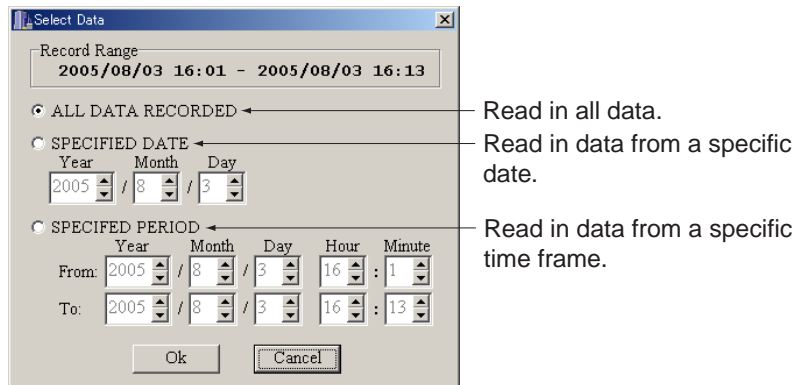 Select Data
Record Range
2005/08/03 16:01 - 2005/08/03 16:13
ALL DATA RECORDED
Read in all data.
SPECIFIED DATE
Read in data from a specific
date.
Year Month Day
2005 / 8 / 3
SPECIFED PERIOD
Read in data from a specific
time frame.
Year Month Day Hour Minute
From: 2005 / 8 / 3 16 : 1
To: 2005 / 8 / 3 16 : 13
Ok Cancel